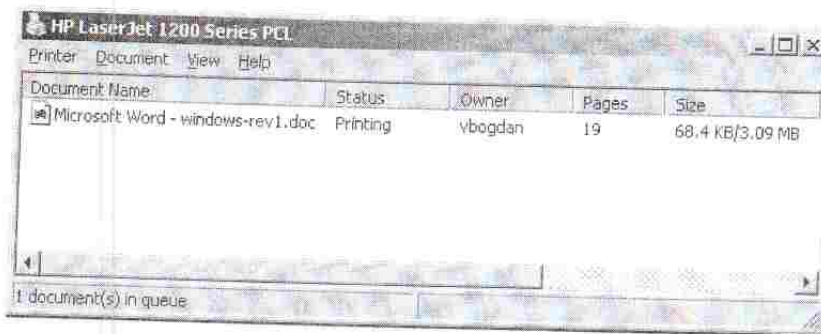 HP LaserJet 1200 Series PCL
Printer Document View Help
Document Name Status Owner Pages Size
Microsoft Word - windows-rev1.doc Printing vbogdan 19 68.4 KB/3.09 MB
1 document(s) in queue